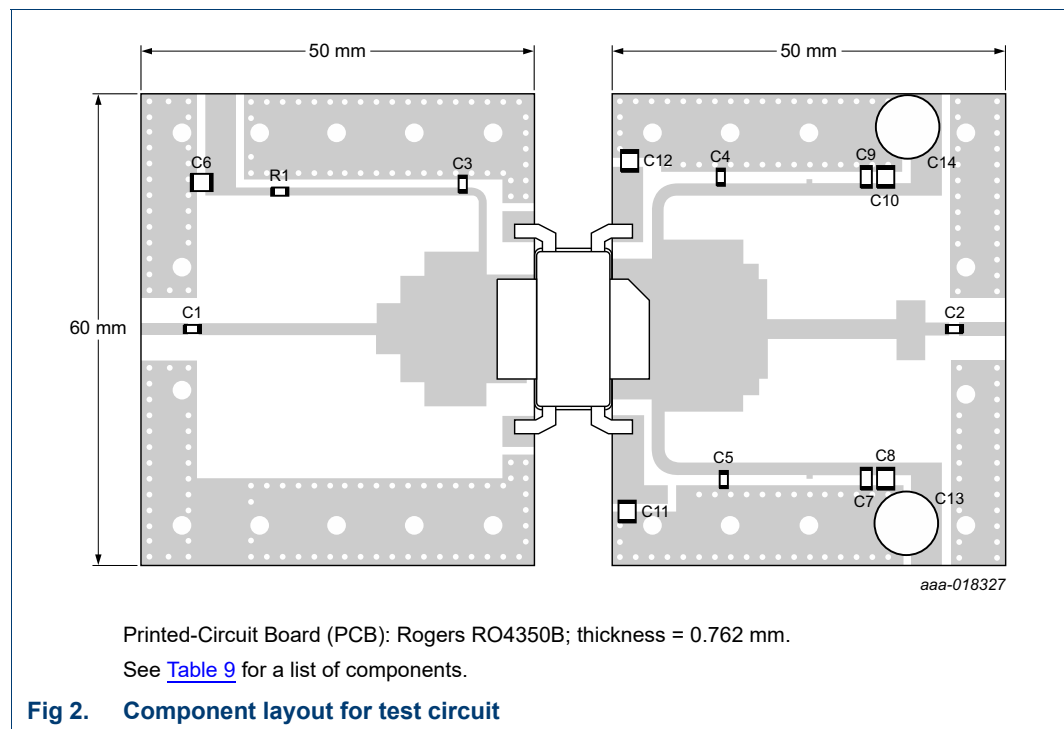 50 mm
50 mm
60 mm
C6
R1
C3
C12
C4
C9
C10
C14
C1
C2
C5
C8
C7
C13
C11
aaa-018327
Printed-Circuit Board (PCB): Rogers RO4350B; thickness = 0.762 mm.
See Table 9 for a list of components.
Fig 2. Component layout for test circuit